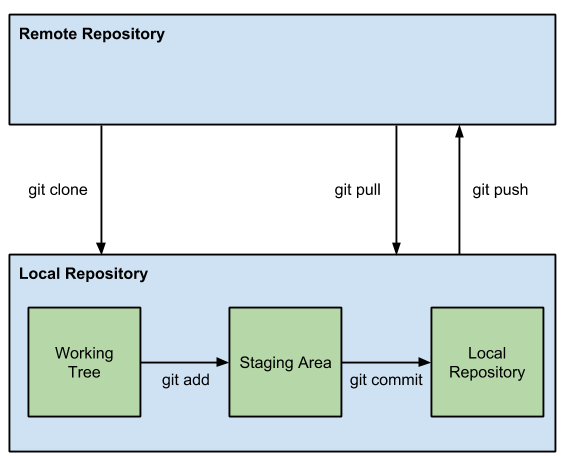 Remote Repository
git clone
git pull
git push
Local Repository
Working
Tree
git add
Staging Area
git commit
Local
Repository